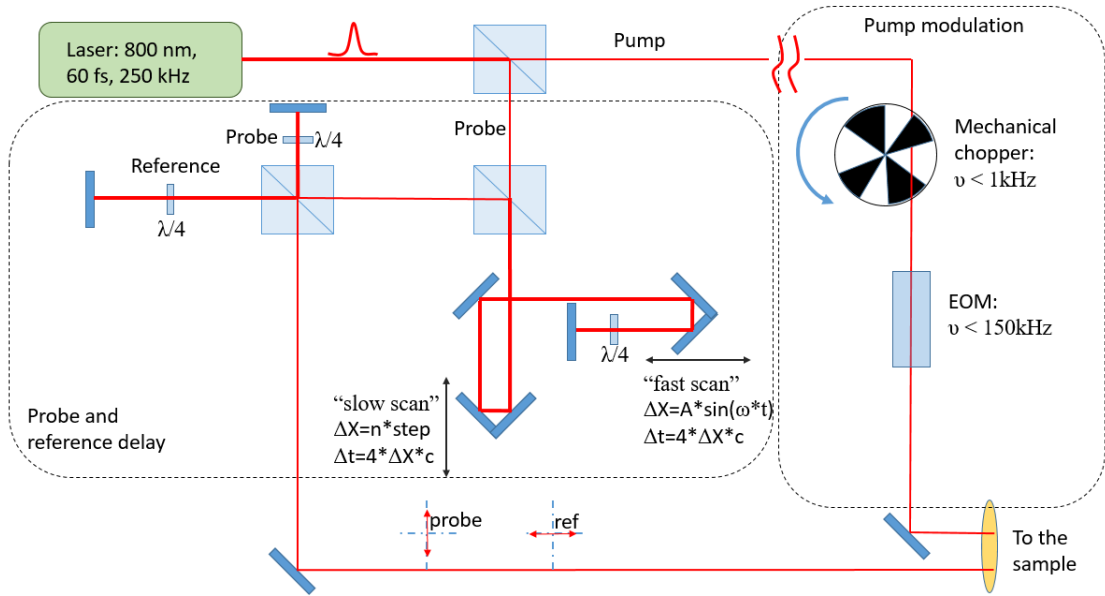 Laser: 800 nm,
60 fs, 250 kHz
Pump
Pump modulation
Probe
λ/4
Probe
Reference
λ/4
Mechanical
chopper:
υ < 1kHz
EOM:
υ < 150kHz
λ/4
“slow scan”
ΔX=n*step
Δt=4*ΔX*c
“fast scan”
ΔX=A*sin(ω*t)
Δt=4*ΔX*c
Probe and
reference delay
probe
ref
To the
sample